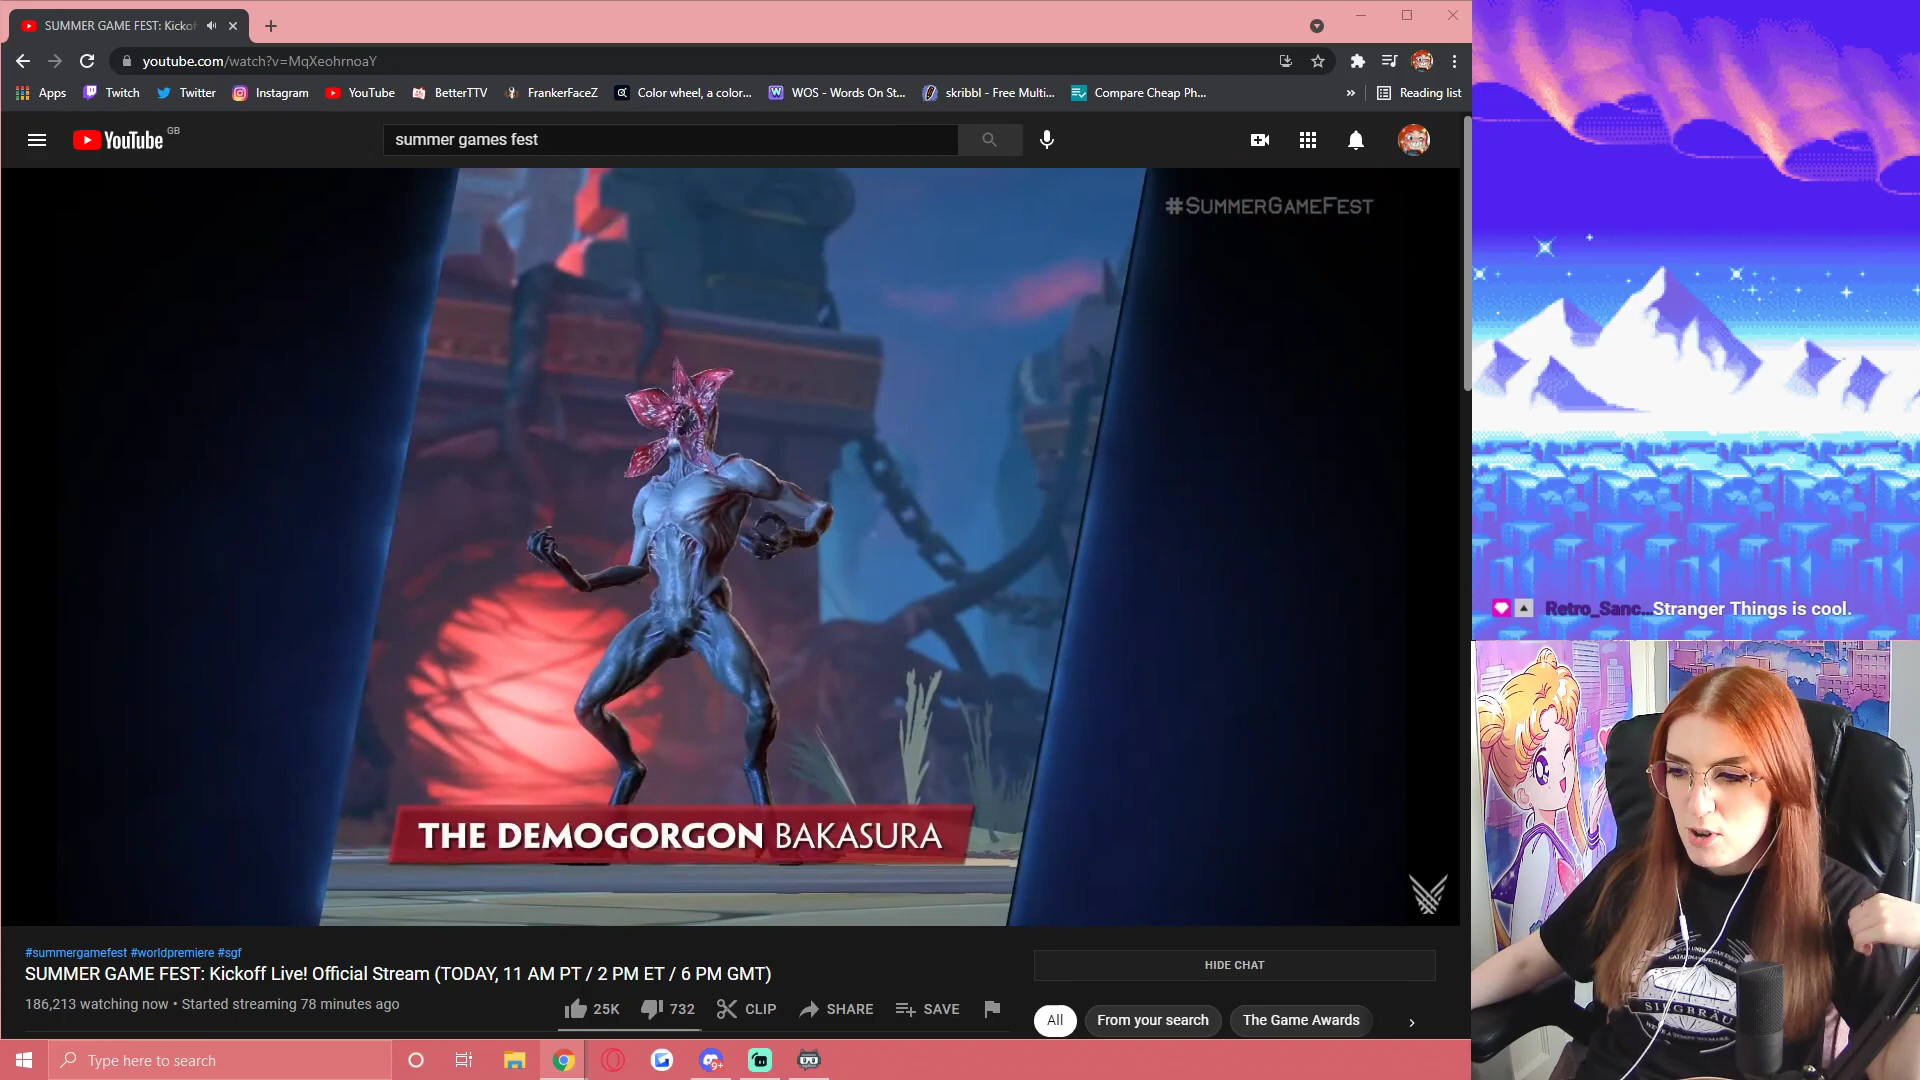 SUMMER GAME FEST: Kicko
youtube.com/watch?v=MqXeohrnoaY
Apps Twitch Twitter Instagram YouTube BetterTTV FrankerFaceZ Color wheel, a color... WOS - Words On St... skribbl - Free Multi... Compare Cheap Ph... » Reading list
YouTube GB
summer games fest
#SUMMERGAMEFEST
THE DEMOGORGON BAKASURA
Retro_Sanc...Stranger Things is cool.
#summergamefest #worldpremiere #sgf
SUMMER GAME FEST: Kickoff Live! Official Stream (TODAY, 11 AM PT / 2 PM ET / 6 PM GMT)
186,213 watching now • Started streaming 78 minutes ago
25K 732 CLIP SHARE SAVE
HIDE CHAT
All From your search The Game Awards
SIEGBRÄU
Type here to search
9+